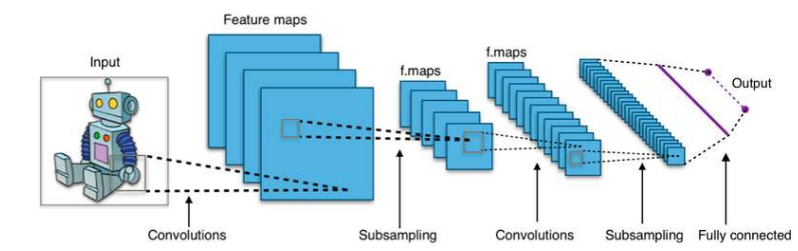 Feature maps
Input
f.maps
f.maps
Output
Convolutions
Subsampling
Convolutions
Subsampling
Fully connected